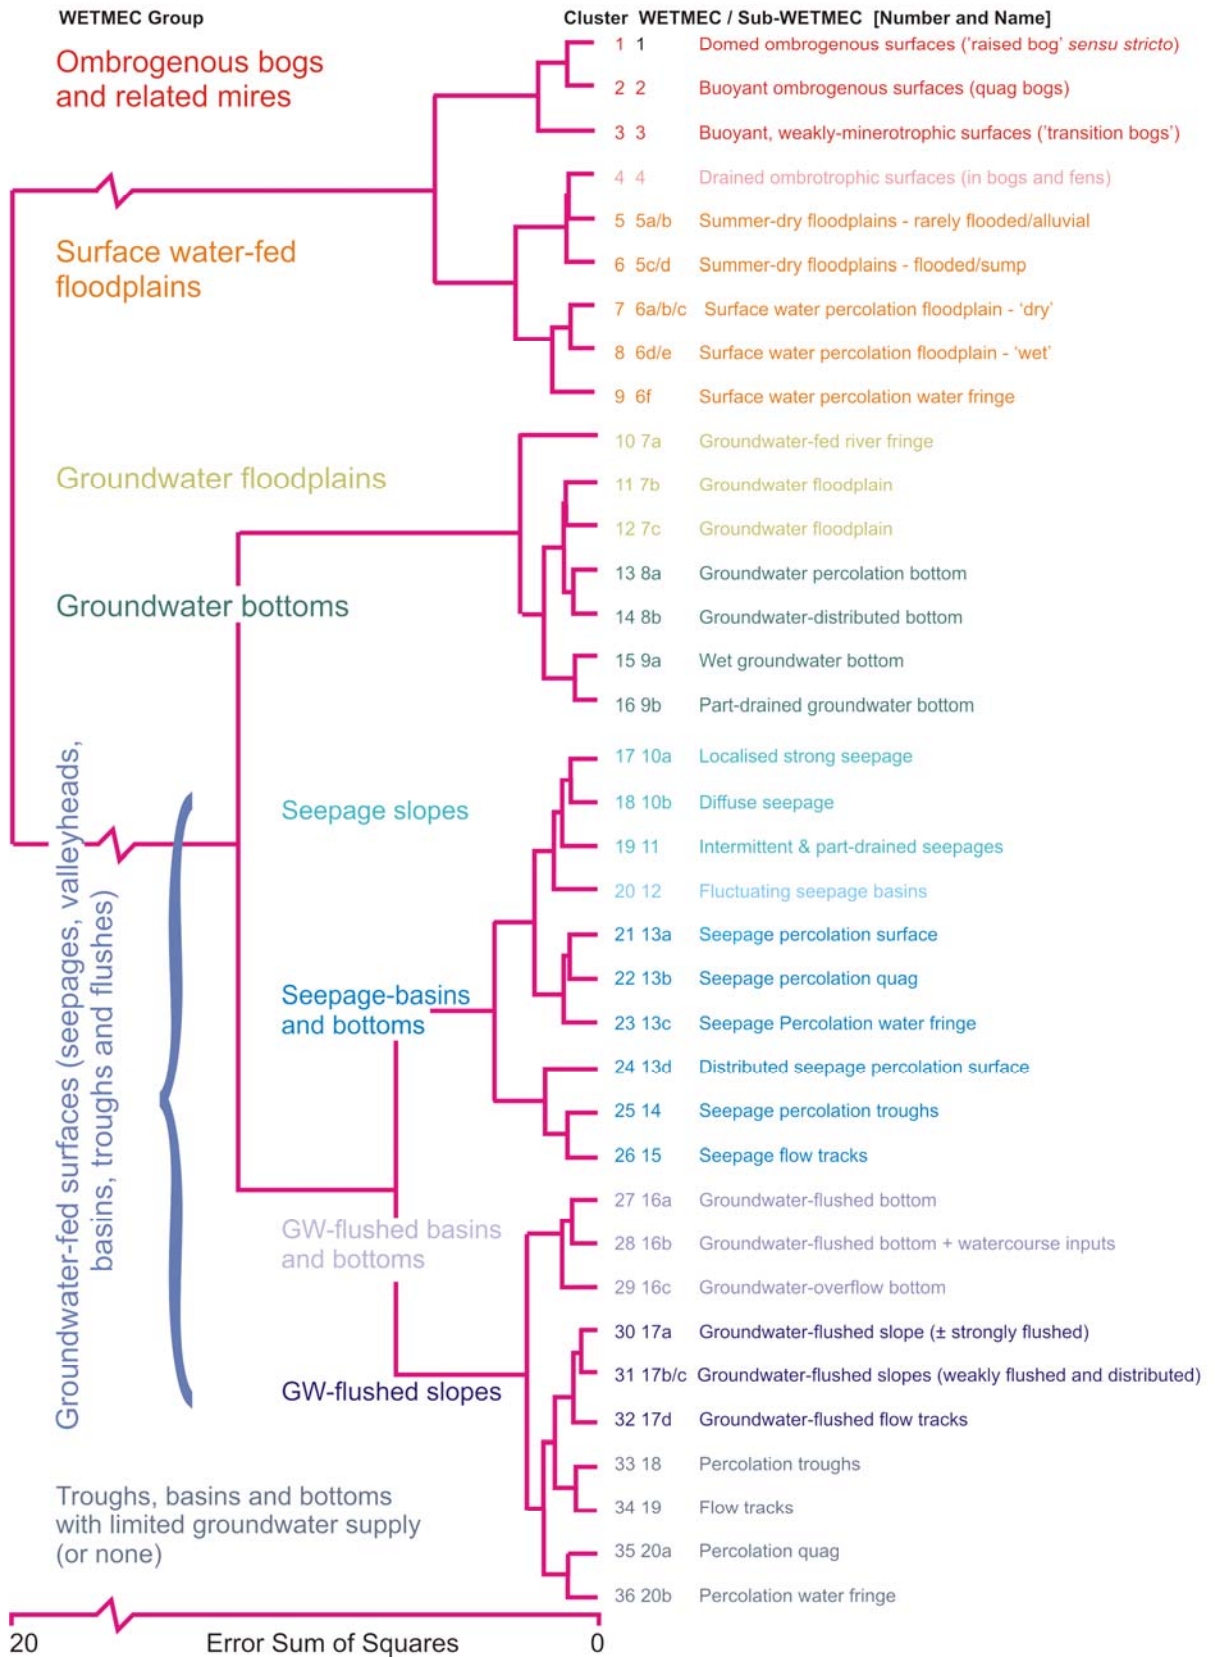 WETMEC Group
Cluster WETMEC / Sub-WETMEC [Number and Name]
Ombrogenous bogs
and related mires
1 1 Domed ombrogenous surfaces ('raised bog' sensu stricto)
2 2 Buoyant ombrogenous surfaces (quag bogs)
3 3 Buoyant, weakly-minerotrophic surfaces ('transition bogs')
4 4 Drained ombrotrophic surfaces (in bogs and fens)
Surface water-fed
floodplains
5 5a/b Summer-dry floodplains - rarely flooded/alluvial
6 5c/d Summer-dry floodplains - flooded/sump
7 6a/b/c Surface water percolation floodplain - 'dry'
8 6d/e Surface water percolation floodplain - 'wet'
9 6f Surface water percolation water fringe
Groundwater floodplains
10 7a Groundwater-fed river fringe
11 7b Groundwater floodplain
12 7c Groundwater floodplain
Groundwater bottoms
13 8a Groundwater percolation bottom
14 8b Groundwater-distributed bottom
15 9a Wet groundwater bottom
16 9b Part-drained groundwater bottom
Groundwater-fed surfaces (seepages, valleyheads,
basins, troughs and flushes)
Seepage slopes
17 10a Localised strong seepage
18 10b Diffuse seepage
19 11 Intermittent & part-drained seepages
20 12 Fluctuating seepage basins
Seepage-basins
and bottoms
21 13a Seepage percolation surface
22 13b Seepage percolation quag
23 13c Seepage Percolation water fringe
24 13d Distributed seepage percolation surface
25 14 Seepage percolation troughs
26 15 Seepage flow tracks
GW-flushed basins
and bottoms
27 16a Groundwater-flushed bottom
28 16b Groundwater-flushed bottom + watercourse inputs
29 16c Groundwater-overflow bottom
GW-flushed slopes
30 17a Groundwater-flushed slope (± strongly flushed)
31 17b/c Groundwater-flushed slopes (weakly flushed and distributed)
32 17d Groundwater-flushed flow tracks
Troughs, basins and bottoms
with limited groundwater supply
(or none)
33 18 Percolation troughs
34 19 Flow tracks
35 20a Percolation quag
36 20b Percolation water fringe
20 Error Sum of Squares 0